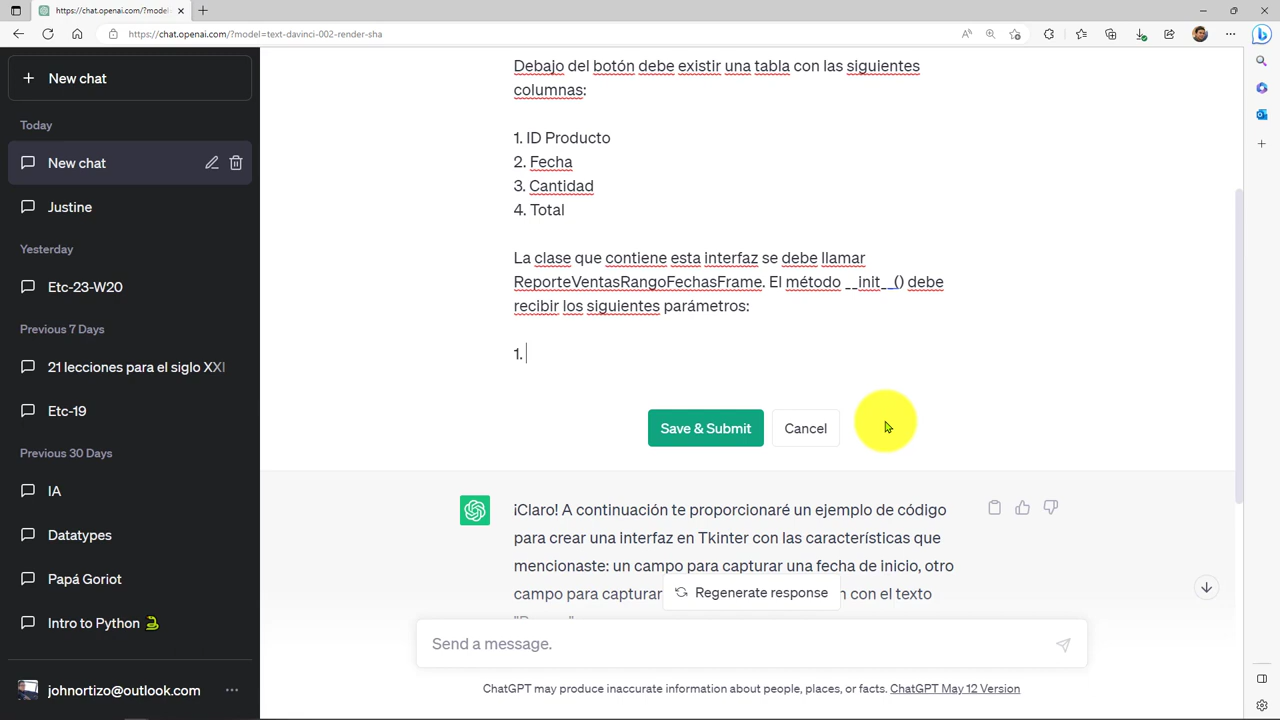 https://chat.openai.com/?model
https://chat.openai.com/?model=text-davinci-002-render-sha
New chat
Today
New chat
Justine
Yesterday
Etc-23-W20
Previous 7 Days
21 lecciones para el siglo XXI
Etc-19
Previous 30 Days
IA
Datatypes
Papá Goriot
Intro to Python
johnortizo@outlook.com
Debajo del botón debe existir una tabla con las siguientes
columnas:
1. ID Producto
2. Fecha
3. Cantidad
4. Total
La clase que contiene esta interfaz se debe llamar
ReporteVentasRangoFechasFrame. El método __init__() debe
recibir los siguientes parámetros:
1.
Save & Submit
Cancel
¡Claro! A continuación te proporcionaré un ejemplo de código
para crear una interfaz en Tkinter con las características que
mencionaste: un campo para capturar una fecha de inicio, otro
campo para capturar
n con el texto
Regenerate response
Send a message.
ChatGPT may produce inaccurate information about people, places, or facts. ChatGPT May 12 Version